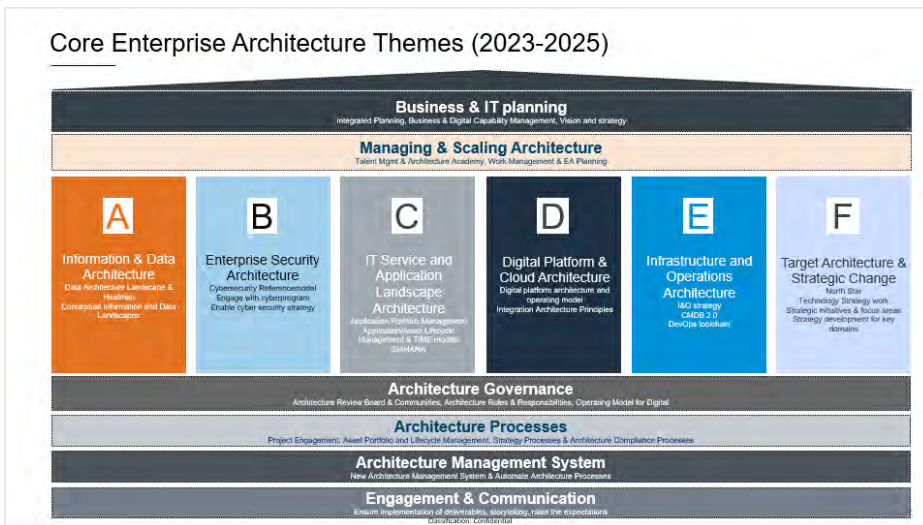 Core Enterprise Architecture Themes (2023-2025)
Business & IT planning
Integrated Planning, Business & Digital Capability Management, Vision and strategy
Managing & Scaling Architecture
Talent Mgmt & Architecture Academy, Work Management & EA Planning
A
Information & Data
Architecture
Data Architecture Landscape &
Heatmap
Conceptual Information and Data
Landscapes
B
Enterprise Security
Architecture
Cybersecurity Referencemodel
Engage with cyberprogram
Enable cyber security strategy
C
IT Service and
Application
Landscape
Architecture
Application Portfolio Management
Application/Asset Lifecycle
Management & TIME models
S/4HANA
D
Digital Platform &
Cloud Architecture
Digital platform architecture and
operating model
Integration Architecture Principles
E
Infrastructure and
Operations
Architecture
I&O strategy
CMDB 2.0
DevOps toolchain
F
Target Architecture &
Strategic Change
North Star
Technology Strategy work
Strategic initiatives & focus areas
Strategy development for key
domains
Architecture Governance
Architecture Review Board & Communities, Architecture Roles & Responsibilities, Operating Model for Digital
Architecture Processes
Project Engagement, Asset Portfolio and Lifecycle Management, Strategy Processes & Architecture Compliance Processes
Architecture Management System
New Architecture Management System & Automate Architecture Processes
Engagement & Communication
Ensure implementation of deliverables, storytelling, raise the expectations
Classification: Confidential